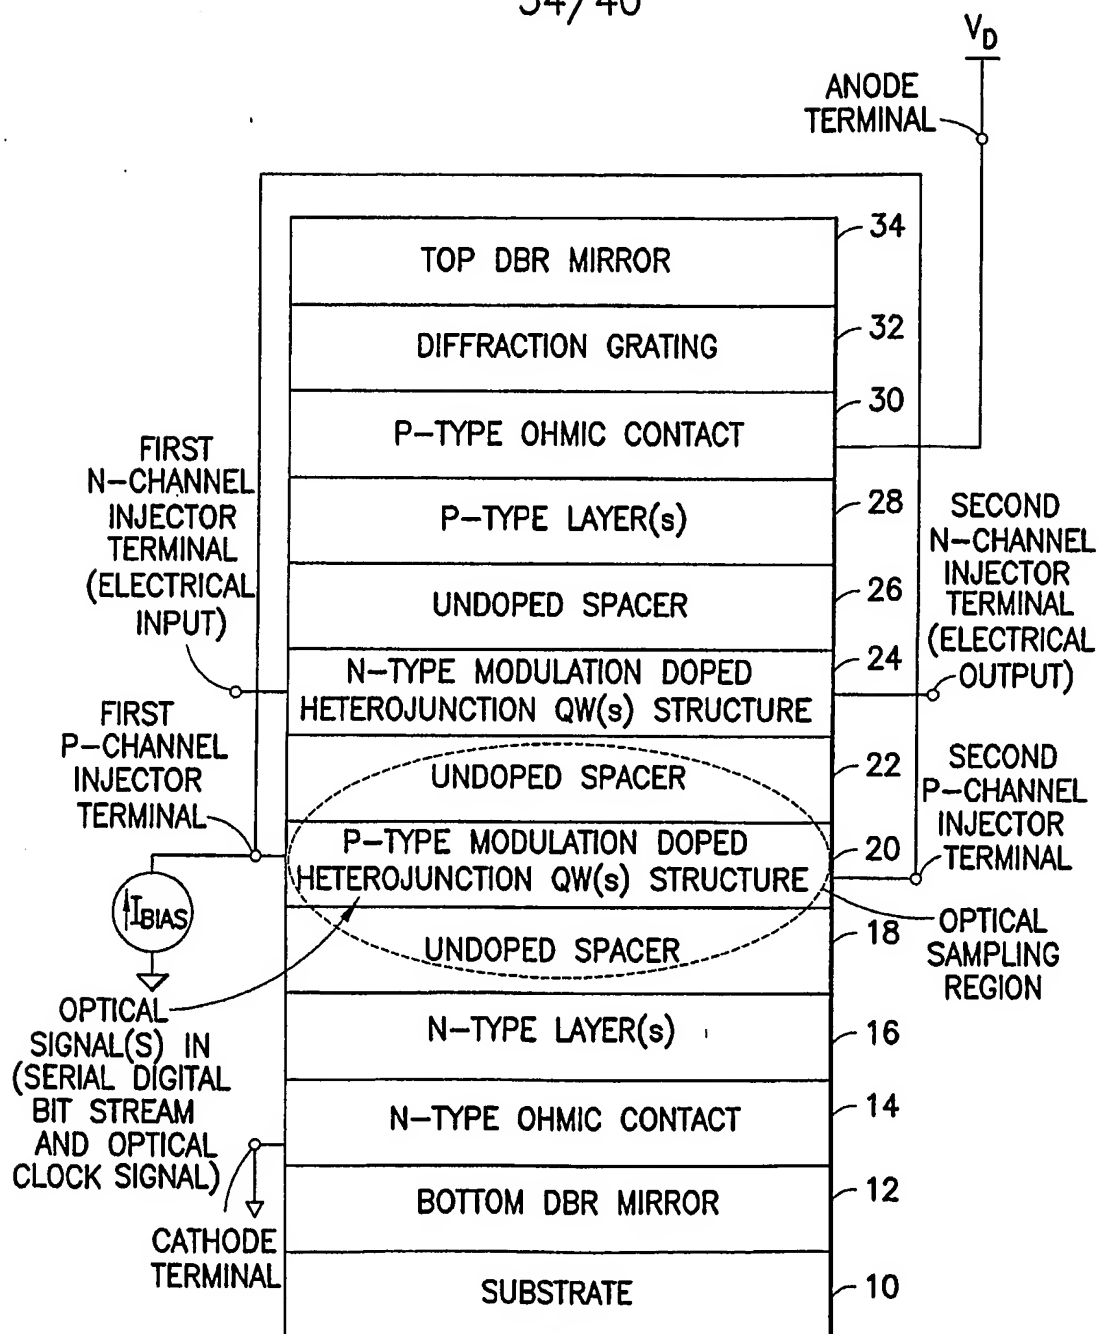 34/40
V_D
ANODE
TERMINAL
34
TOP DBR MIRROR
32
DIFFRACTION GRATING
30
P-TYPE OHMIC CONTACT
FIRST
N-CHANNEL
INJECTOR
TERMINAL
(ELECTRICAL
INPUT)
28
P-TYPE LAYER(s)
SECOND
N-CHANNEL
INJECTOR
TERMINAL
(ELECTRICAL
OUTPUT)
26
UNDOPED SPACER
24
N-TYPE MODULATION DOPED
HETEROJUNCTION QW(s) STRUCTURE
FIRST
P-CHANNEL
INJECTOR
TERMINAL
22
UNDOPED SPACER
SECOND
P-CHANNEL
INJECTOR
TERMINAL
20
P-TYPE MODULATION DOPED
HETEROJUNCTION QW(s) STRUCTURE
I_BIAS
18
UNDOPED SPACER
OPTICAL
SAMPLING
REGION
OPTICAL
SIGNAL(S) IN
(SERIAL DIGITAL
BIT STREAM
AND OPTICAL
CLOCK SIGNAL)
16
N-TYPE LAYER(s)
14
N-TYPE OHMIC CONTACT
12
BOTTOM DBR MIRROR
CATHODE
TERMINAL
10
SUBSTRATE